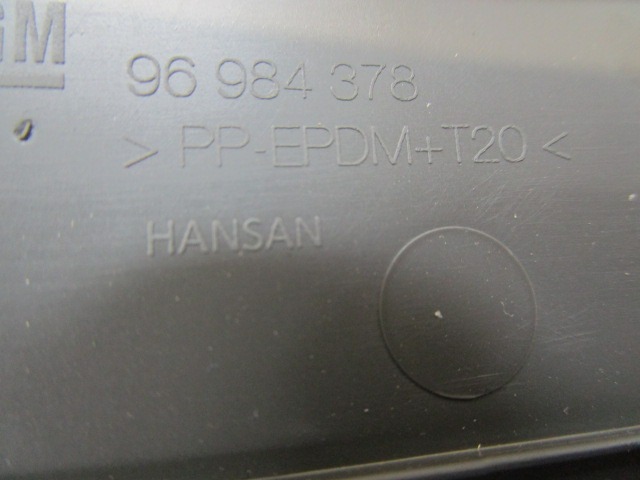 GM
96 984 378
> PP-EPDM+T20 <
HANSAN